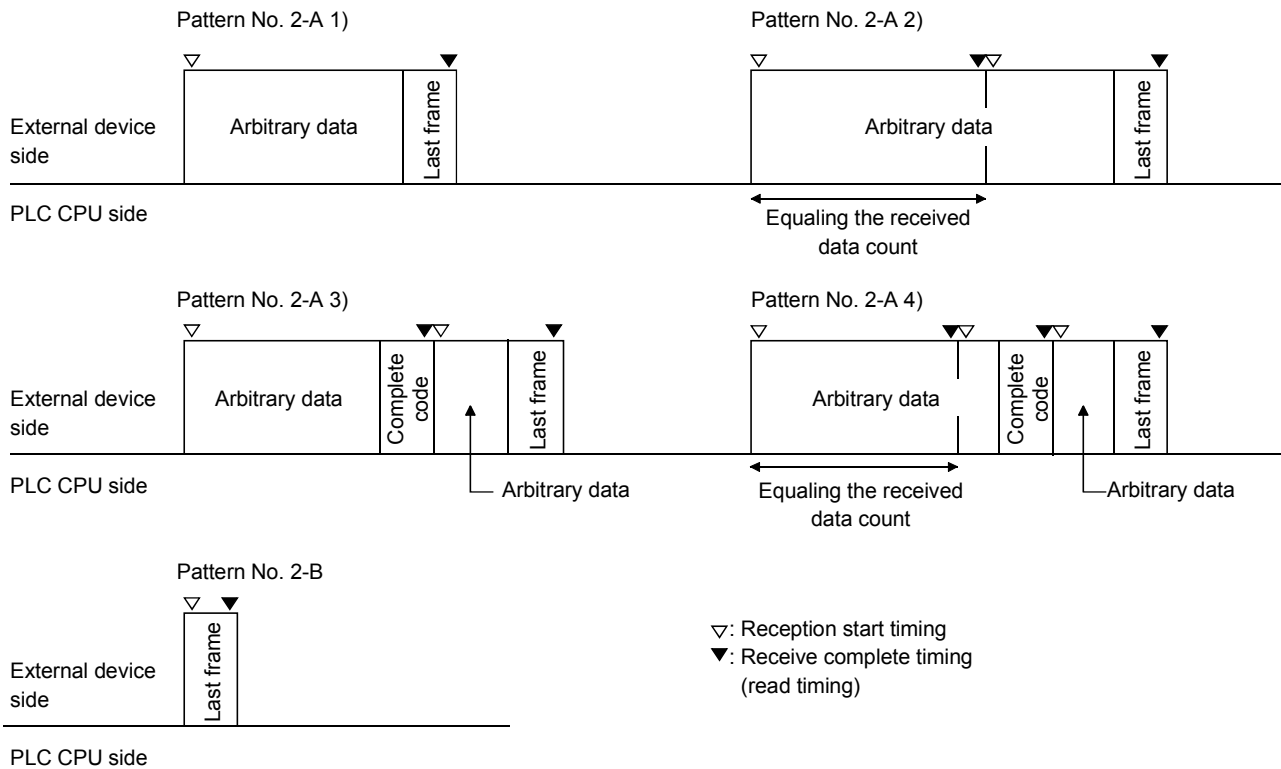 Pattern No. 2-A 1)
Pattern No. 2-A 2)
External device
side
Arbitrary data
Last frame
Arbitrary data
Last frame
PLC CPU side
Equaling the received
data count
Pattern No. 2-A 3)
Pattern No. 2-A 4)
External device
side
Arbitrary data
Complete
code
Last frame
Arbitrary data
Complete
code
Last frame
PLC CPU side
Arbitrary data
Equaling the received
data count
Arbitrary data
Pattern No. 2-B
External device
side
Last frame
▽: Reception start timing
▼: Receive complete timing
(read timing)
PLC CPU side